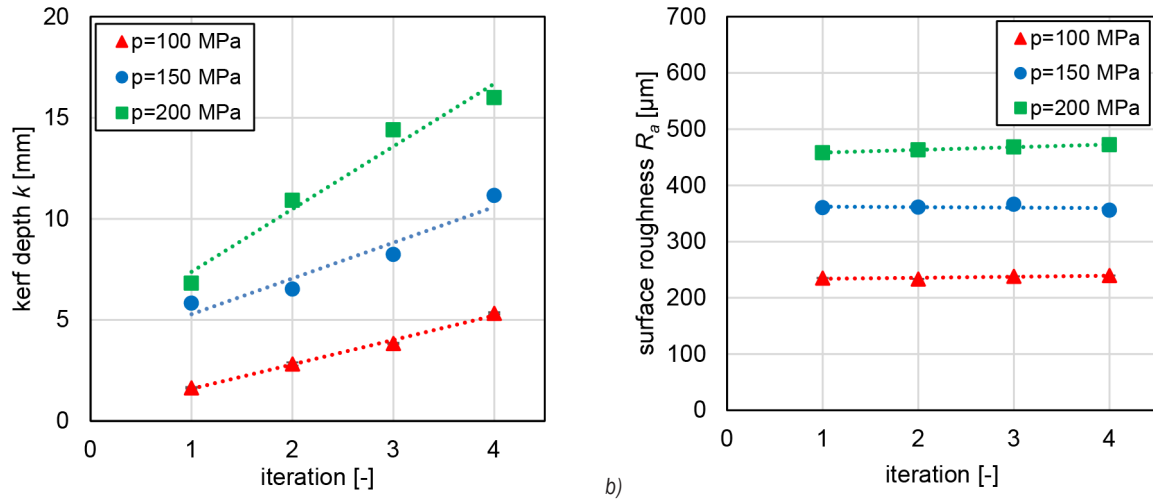 20
15
10
5
0
kerf depth k [mm]
p=100 MPa
p=150 MPa
p=200 MPa
0 1 2 3 4
iteration [-]
b)
700
600
500
400
300
200
100
0
surface roughness Ra [µm]
p=100 MPa
p=150 MPa
p=200 MPa
0 1 2 3 4
iteration [-]